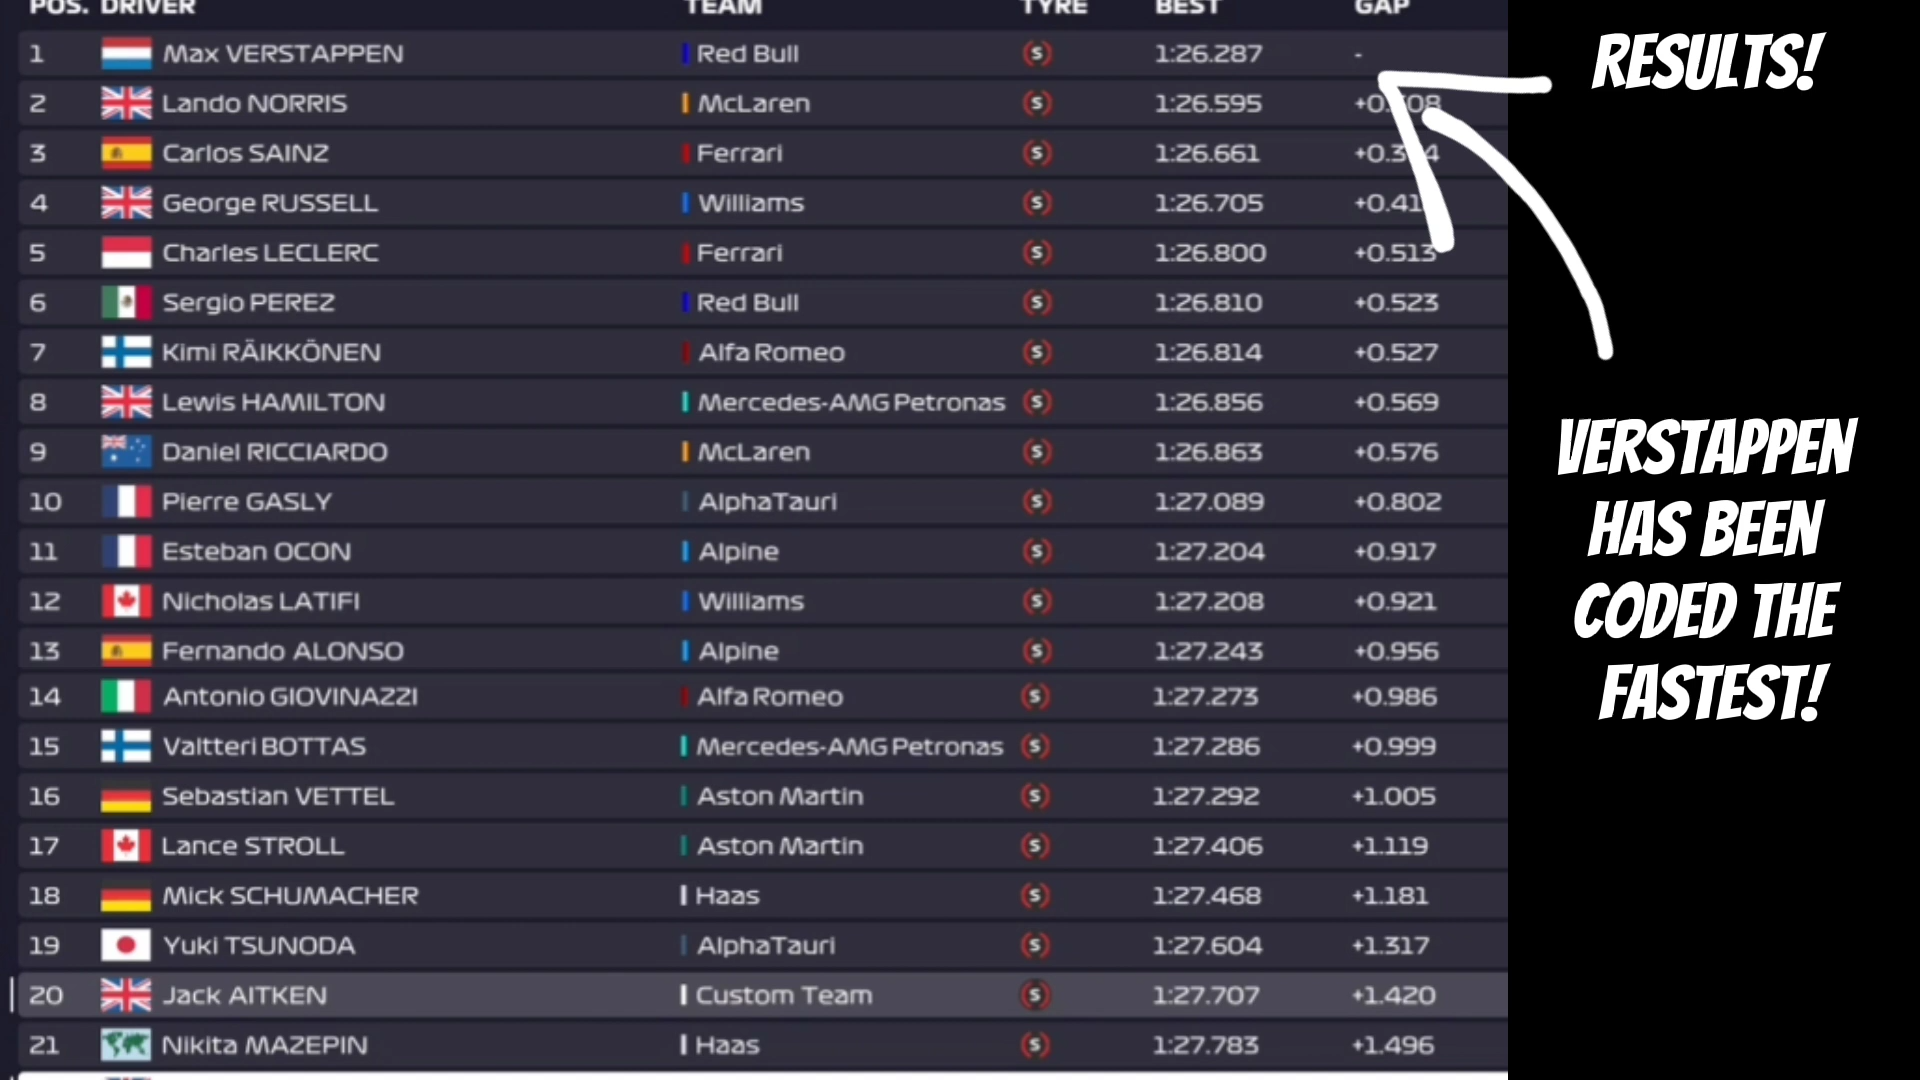 POS. DRIVER TEAM TYRE BEST GAP
1 Max VERSTAPPEN Red Bull S 1:26.287 -
2 Lando NORRIS McLaren S 1:26.595
3 Carlos SAINZ Ferrari S 1:26.661
4 George RUSSELL Williams S 1:26.705
5 Charles LECLERC Ferrari S 1:26.800 +0.513
6 Sergio PEREZ Red Bull S 1:26.810 +0.523
7 Kimi RÄIKKÖNEN Alfa Romeo S 1:26.814 +0.527
8 Lewis HAMILTON Mercedes-AMG Petronas S 1:26.856 +0.569
9 Daniel RICCIARDO McLaren S 1:26.863 +0.576
10 Pierre GASLY AlphaTauri S 1:27.089 +0.802
11 Esteban OCON Alpine S 1:27.204 +0.917
12 Nicholas LATIFI Williams S 1:27.208 +0.921
13 Fernando ALONSO Alpine S 1:27.243 +0.956
14 Antonio GIOVINAZZI Alfa Romeo S 1:27.273 +0.986
15 Valtteri BOTTAS Mercedes-AMG Petronas S 1:27.286 +0.999
16 Sebastian VETTEL Aston Martin S 1:27.292 +1.005
17 Lance STROLL Aston Martin S 1:27.406 +1.119
18 Mick SCHUMACHER Haas S 1:27.468 +1.181
19 Yuki TSUNODA AlphaTauri S 1:27.604 +1.317
20 Jack AITKEN Custom Team S 1:27.707 +1.420
21 Nikita MAZEPIN Haas S 1:27.783 +1.496
RESULTS!
VERSTAPPEN
HAS BEEN
CODED THE
FASTEST!